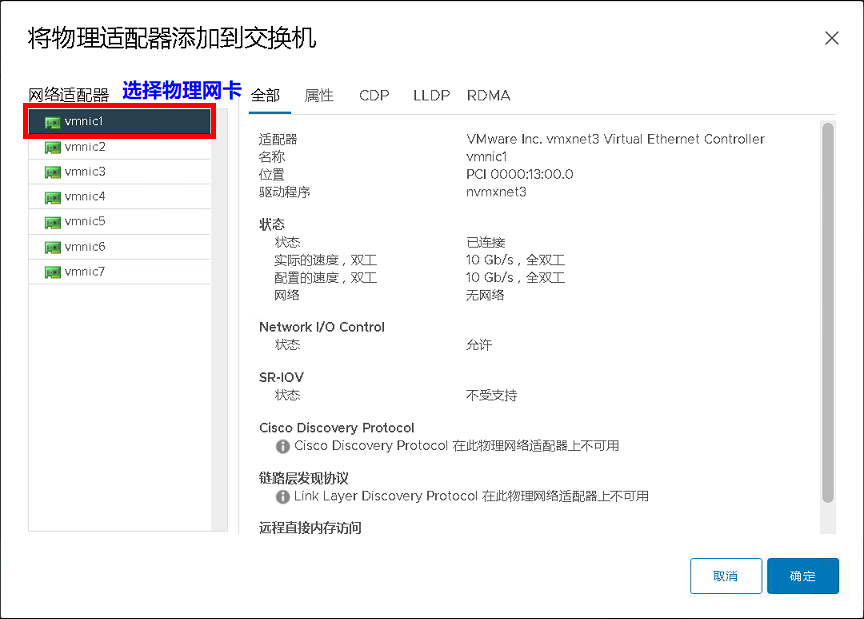 将物理适配器添加到交换机
网络适配器 选择物理网卡
vmnic1
vmnic2
vmnic3
vmnic4
vmnic5
vmnic6
vmnic7
全部 属性 CDP LLDP RDMA
适配器 VMware Inc. vmxnet3 Virtual Ethernet Controller
名称 vmnic1
位置 PCI 0000:13:00.0
驱动程序 nvmxnet3
状态
状态 已连接
实际的速度，双工 10 Gb/s，全双工
配置的速度，双工 10 Gb/s，全双工
网络 无网络
Network I/O Control
状态 允许
SR-IOV
状态 不受支持
Cisco Discovery Protocol
Cisco Discovery Protocol 在此物理网络适配器上不可用
链路层发现协议
Link Layer Discovery Protocol 在此物理网络适配器上不可用
远程直接内存访问
取消 确定